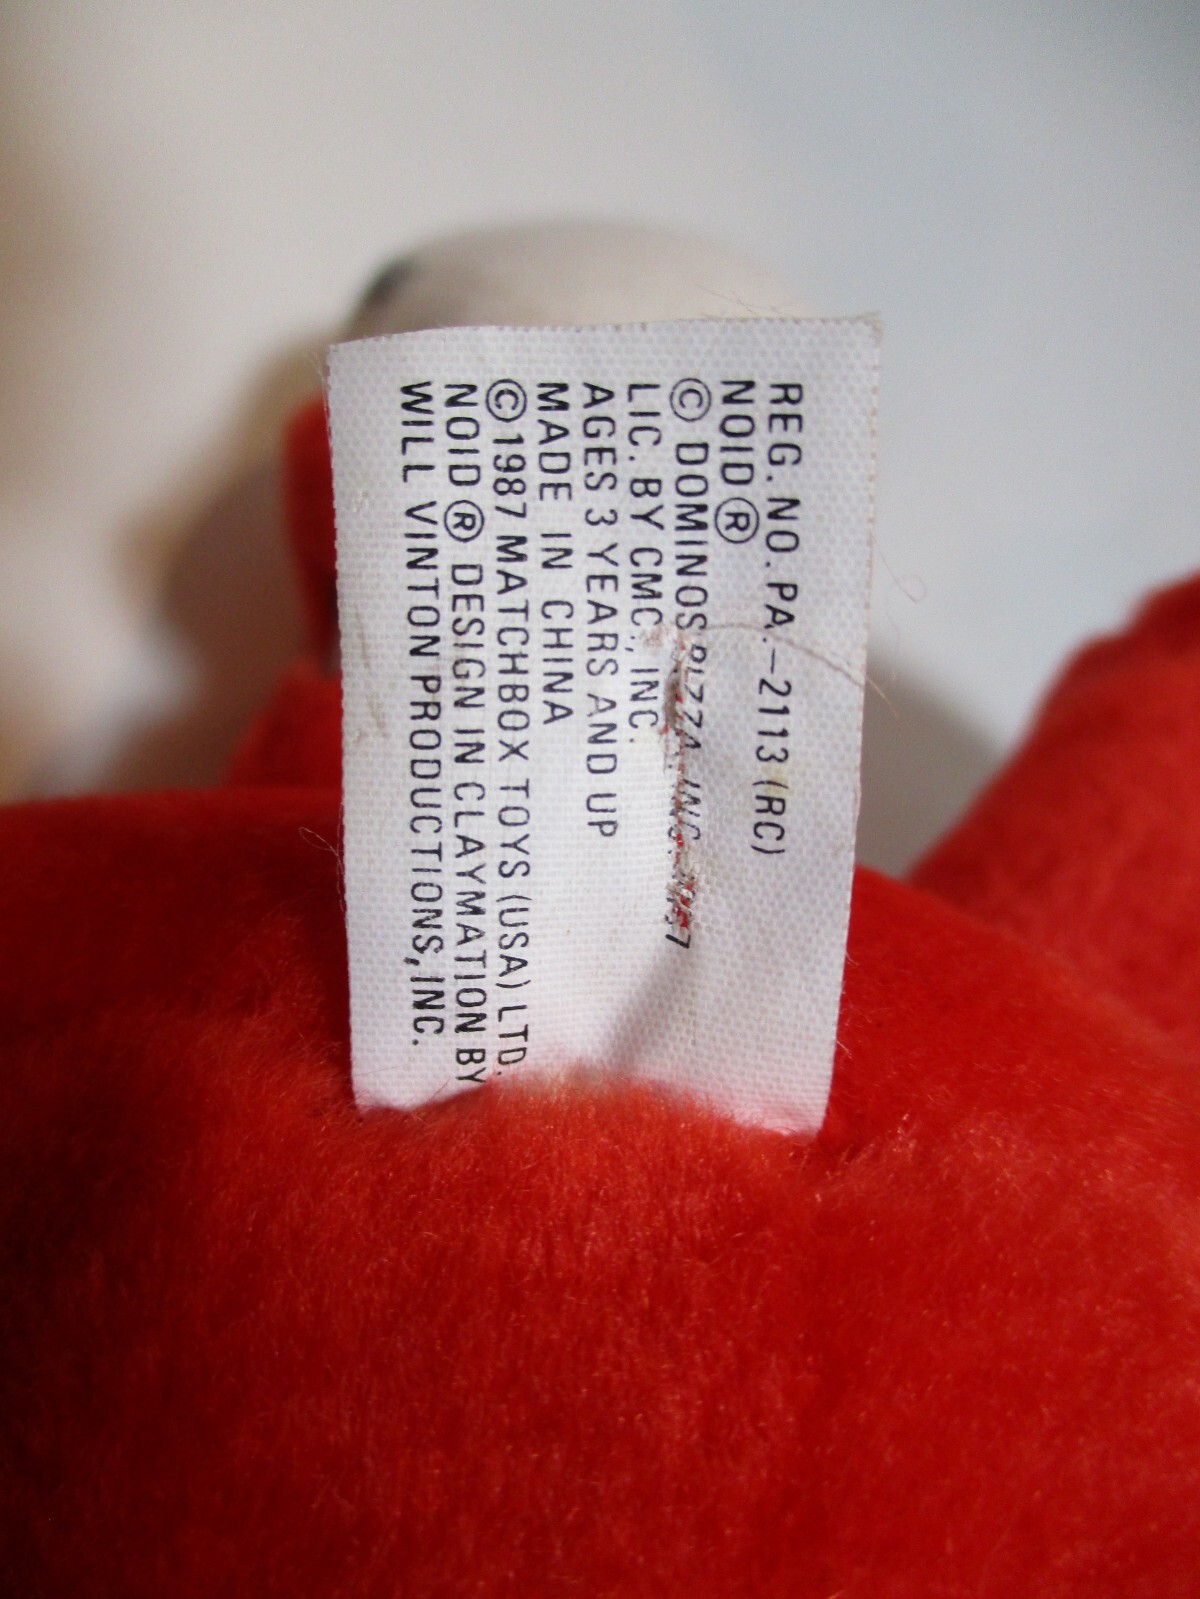 REG. NO. PA.-2113 (RC)
NOID®
© DOMINOS PIZZA, INC.
LIC. BY CMC., INC.
AGES 3 YEARS AND UP
MADE IN CHINA
©1987 MATCHBOX TOYS (USA) LTD.
NOID® DESIGN IN CLAYMATION BY
WILL VINTON PRODUCTIONS, INC.